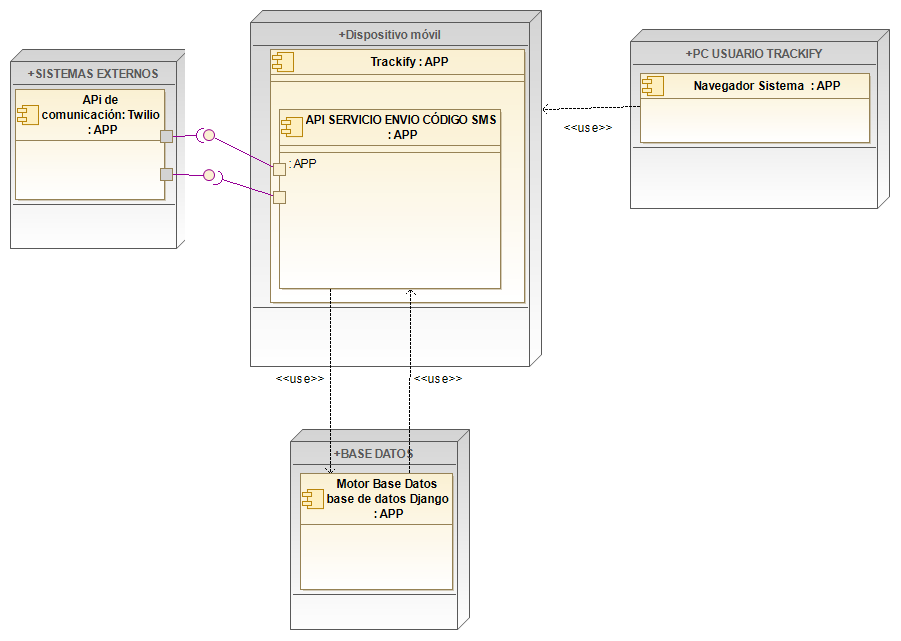 +Dispositivo móvil
Trackify : APP
API SERVICIO ENVIO CÓDIGO SMS
: APP
: APP
+SISTEMAS EXTERNOS
APi de
comunicación: Twilio
: APP
+PC USUARIO TRACKIFY
Navegador Sistema : APP
<<use>>
<<use>>
<<use>>
+BASE DATOS
Motor Base Datos
base de datos Django
: APP